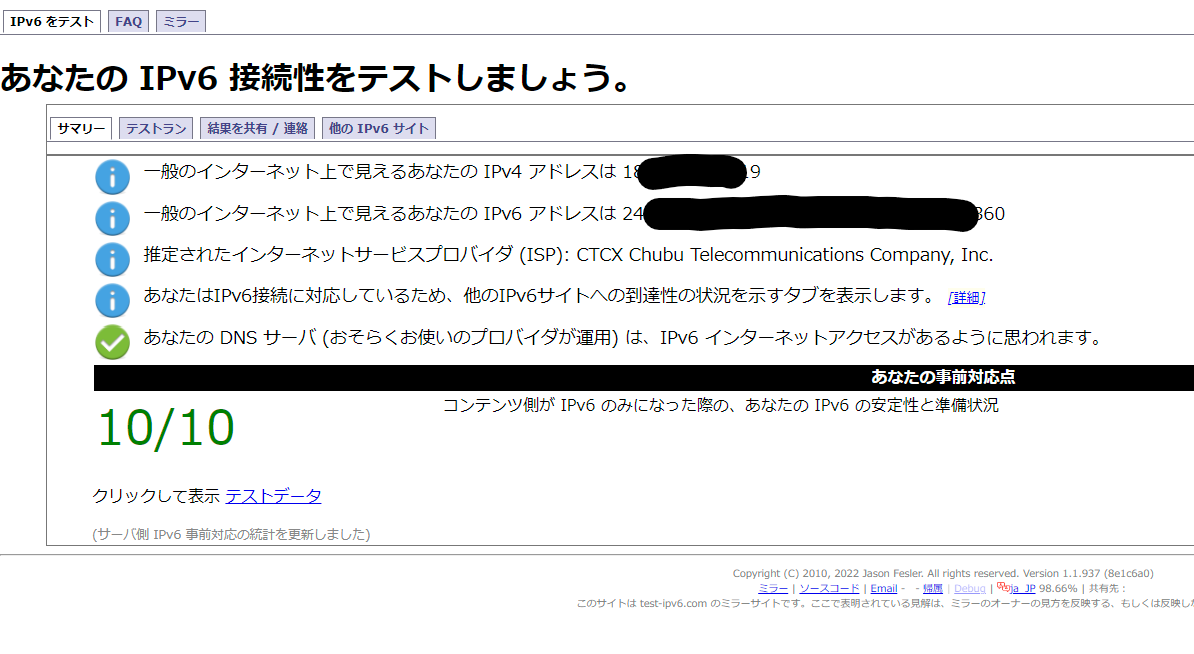 IPv6 をテスト FAQ ミラー
あなたの IPv6 接続性をテストしましょう。
サマリー テストラン 結果を共有 / 連絡 他の IPv6 サイト
一般のインターネット上で見えるあなたの IPv4 アドレスは 18 .9
一般のインターネット上で見えるあなたの IPv6 アドレスは 24 360
推定されたインターネットサービスプロバイダ (ISP): CTCX Chubu Telecommunications Company, Inc.
あなたはIPv6接続に対応しているため、他のIPv6サイトへの到達性の状況を示すタブを表示します。 [詳細]
あなたの DNS サーバ (おそらくお使いのプロバイダが運用) は、IPv6 インターネットアクセスがあるように思われます。
あなたの事前対応点
10/10
コンテンツ側が IPv6 のみになった際の、あなたの IPv6 の安定性と準備状況
クリックして表示 テストデータ
(サーバ側 IPv6 事前対応の統計を更新しました)
Copyright (C) 2010, 2022 Jason Fesler. All rights reserved. Version 1.1.937 (8e1c6a0)
ミラー | ソースコード | Email - - 帰属 | Debug | ja_JP 98.66% | 共有先 :
このサイトは test-ipv6.com のミラーサイトです。ここで表明されている見解は、ミラーのオーナーの見方を反映する、もしくは反映し